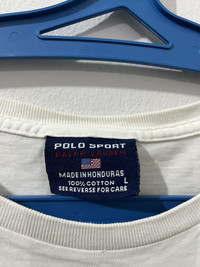 POLO SPORT
RALPH LAUREN
MADE IN HONDURAS
100% COTTON L
SEE REVERSE FOR CARE